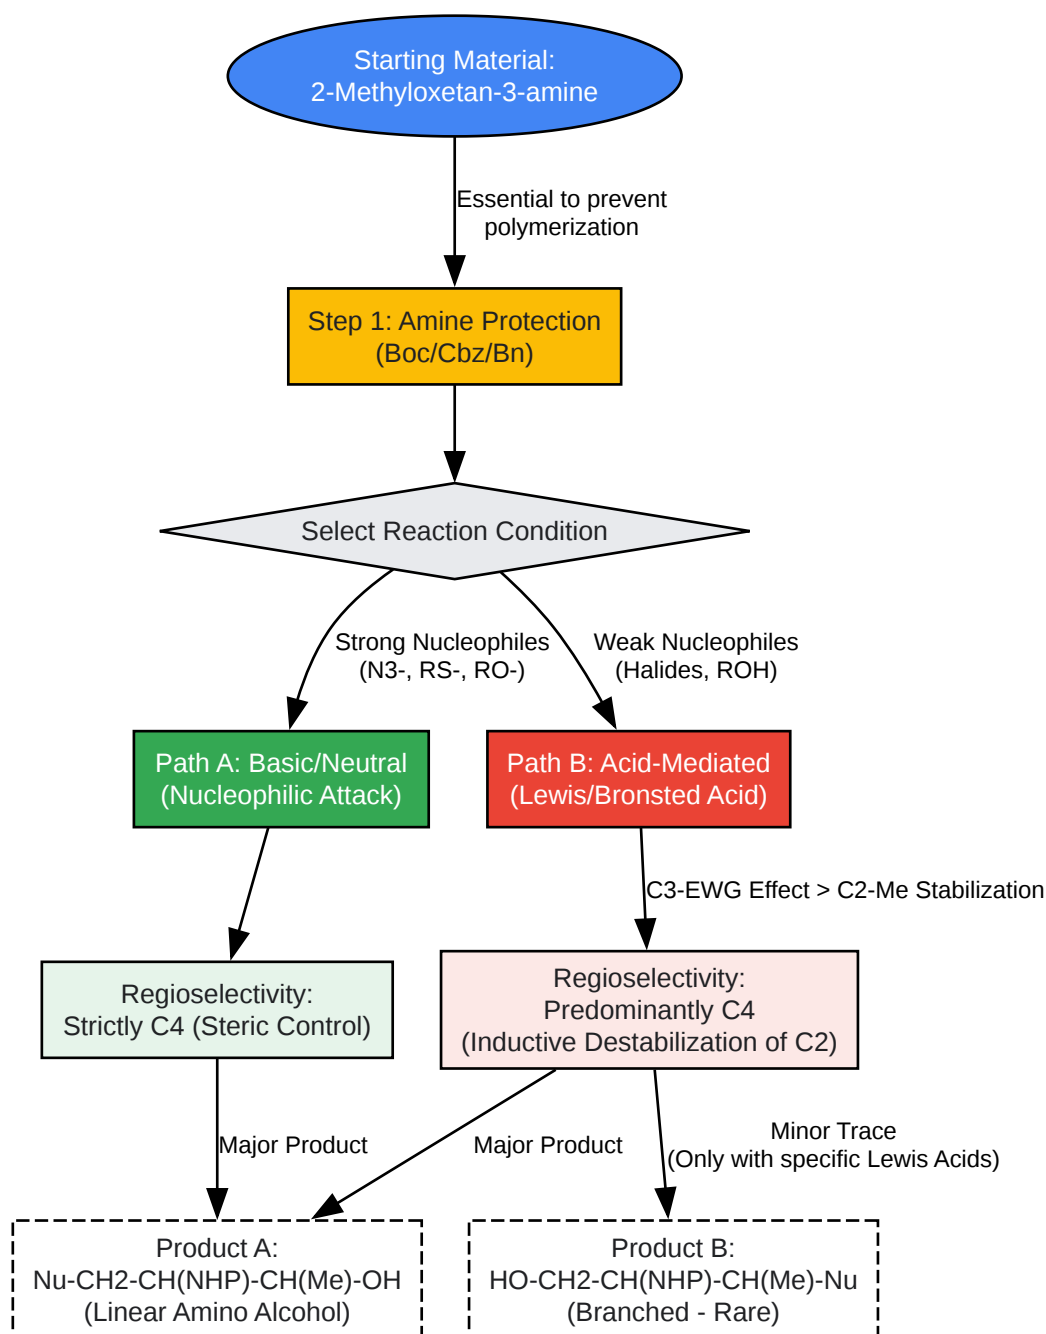 Starting Material:
2-Methyloxetan-3-amine
Essential to prevent
polymerization
Step 1: Amine Protection
(Boc/Cbz/Bn)
Select Reaction Condition
Strong Nucleophiles
(N3-, RS-, RO-)
Weak Nucleophiles
(Halides, ROH)
Path A: Basic/Neutral
(Nucleophilic Attack)
Path B: Acid-Mediated
(Lewis/Bronsted Acid)
C3-EWG Effect > C2-Me Stabilization
Regioselectivity:
Strictly C4 (Steric Control)
Regioselectivity:
Predominantly C4
(Inductive Destabilization of C2)
Major Product
Major Product
Minor Trace
(Only with specific Lewis Acids)
Product A:
Nu-CH2-CH(NHP)-CH(Me)-OH
(Linear Amino Alcohol)
Product B:
HO-CH2-CH(NHP)-CH(Me)-Nu
(Branched - Rare)